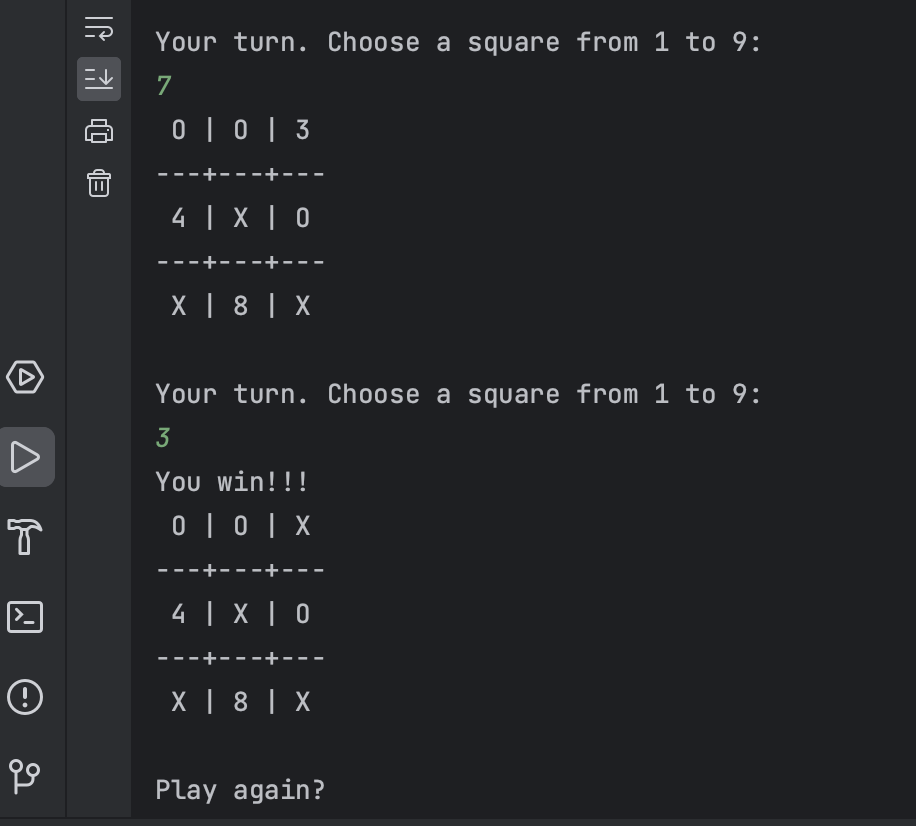 Your turn. Choose a square from 1 to 9:
7
 O | O | 3
---+---+---
 4 | X | O
---+---+---
 X | 8 | X

Your turn. Choose a square from 1 to 9:
3
You win!!!
 O | O | X
---+---+---
 4 | X | O
---+---+---
 X | 8 | X

Play again?